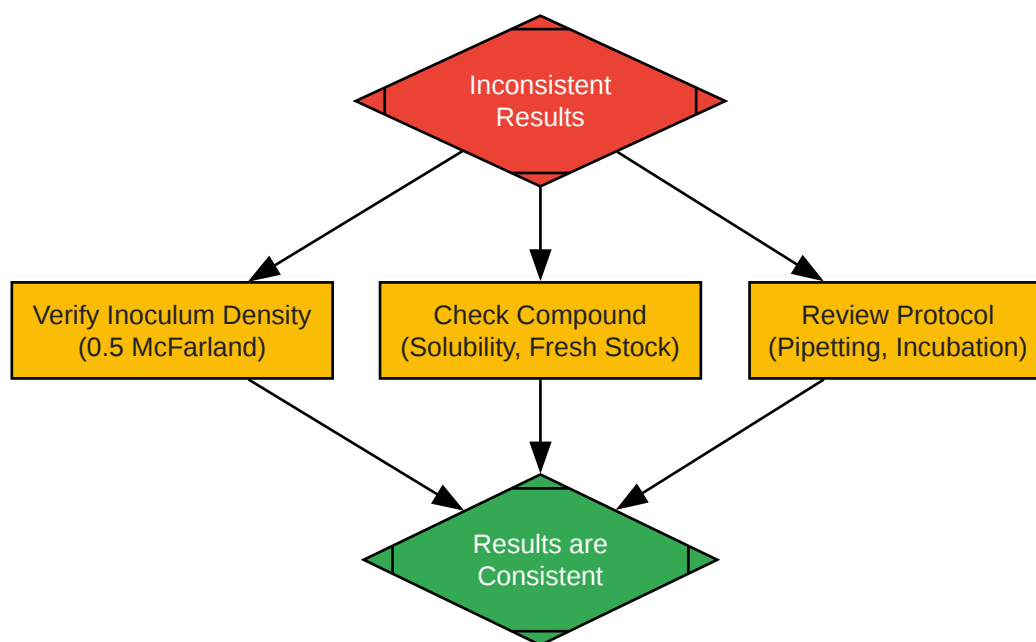 Inconsistent
Results
Verify Inoculum Density
(0.5 McFarland)
Check Compound
(Solubility, Fresh Stock)
Review Protocol
(Pipetting, Incubation)
Results are
Consistent